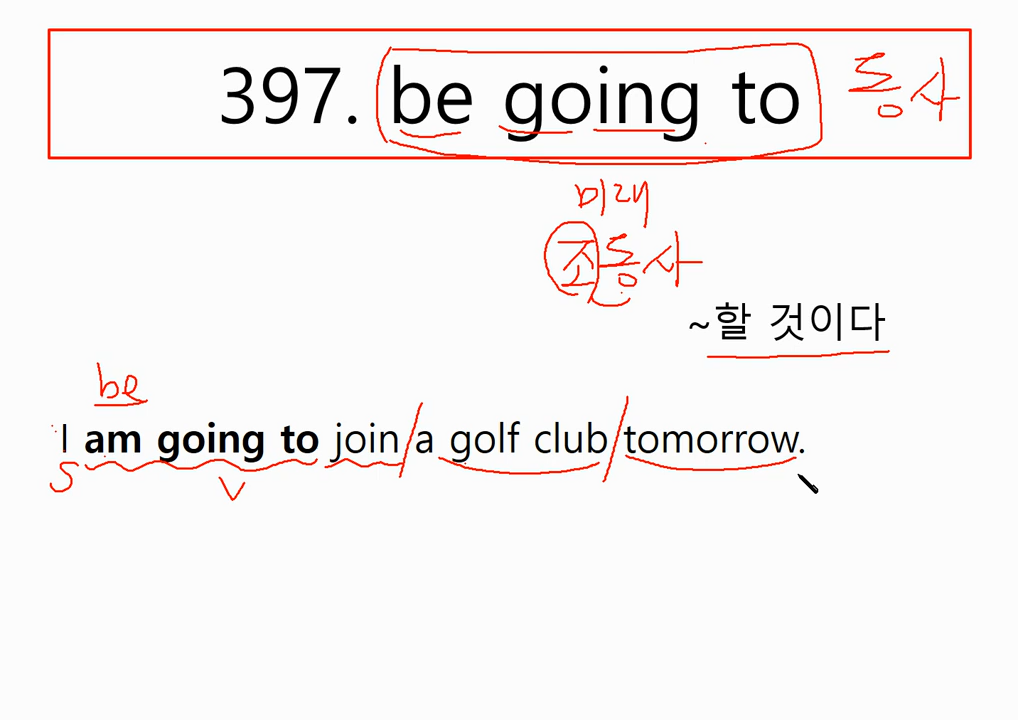 397. be going to 동사
미래
조동사
~할 것이다
be
I am going to join / a golf club / tomorrow.
S V